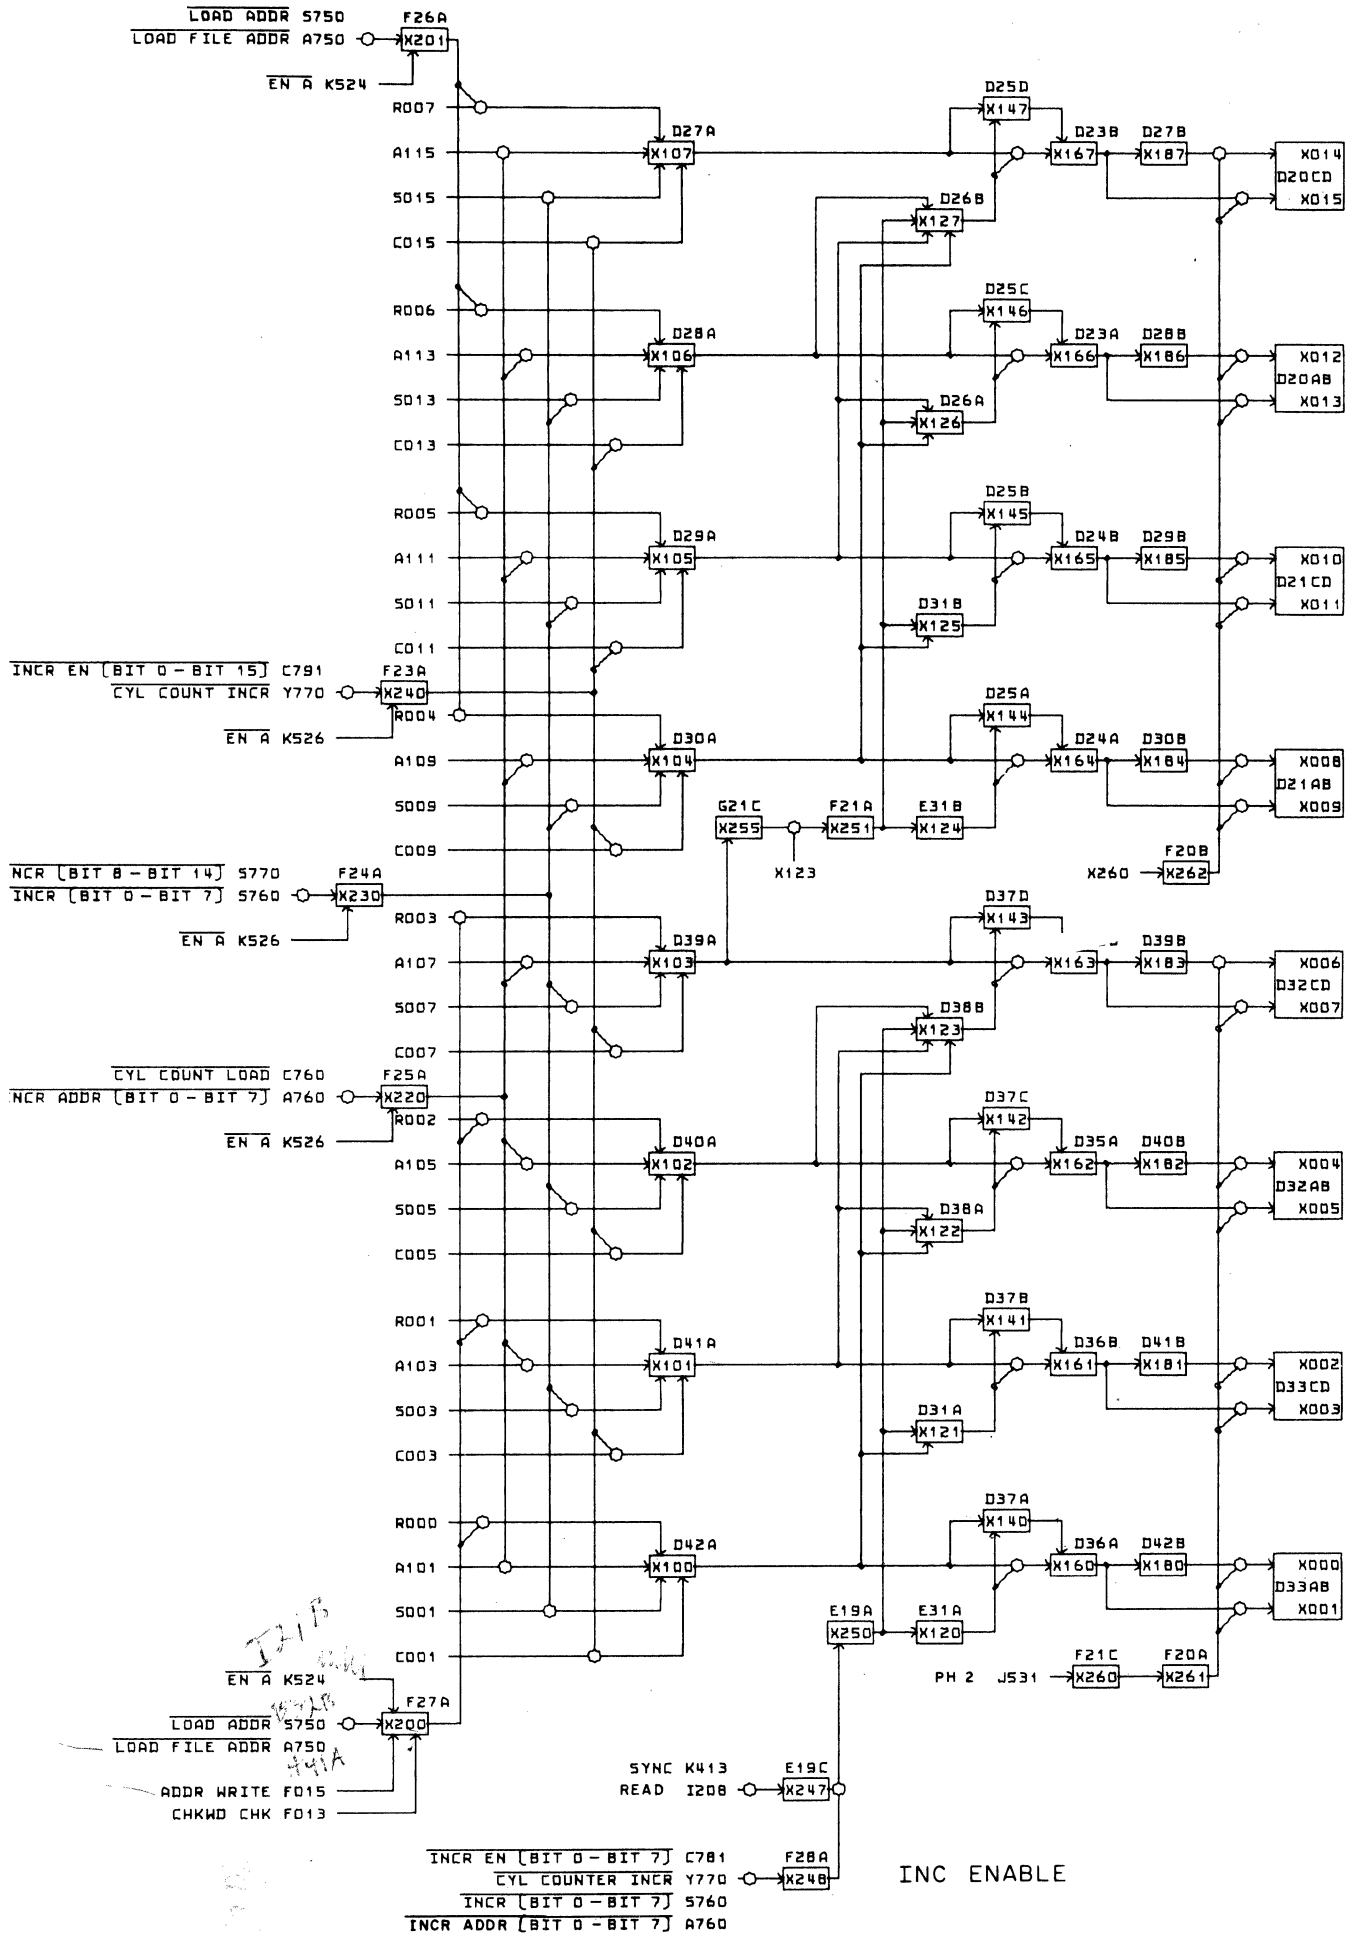 LOAD ADDR S750 F26A
LOAD FILE ADDR A750 X201
EN A K524
R007
A115
S015
C015
D27A
X107
D25D
X147
D23B
X167
D27B
X187
X014
D20CD
X015
D26B
X127
R006
A113
S013
C013
D28A
X106
D25C
X146
D23A
X166
D28B
X186
X012
D20AB
X013
D26A
X126
R005
A111
S011
C011
D29A
X105
D25B
X145
D24B
X165
D29B
X185
X010
D21CD
X011
D31B
X125
INCR EN [BIT 0 - BIT 15] C791 F23A
CYL COUNT INCR Y770 X240
EN A K526
R004
A109
S009
C009
D30A
X104
D25A
X144
D24A
X164
D30B
X184
X008
D21AB
X009
G21C
X255
X123
F21A
X251
E31B
X124
X260
F20B
X262
NCR [BIT 8 - BIT 14] S770 F24A
INCR [BIT 0 - BIT 7] S760 X230
EN A K526
R003
A107
S007
C007
D39A
X103
D37D
X143
X163
D39B
X183
X006
D32CD
X007
D38B
X123
CYL COUNT LOAD C760 F25A
NCR ADDR [BIT 0 - BIT 7] A760 X220
EN A K526
R002
A105
S005
C005
D40A
X102
D37C
X142
D35A
X162
D40B
X182
X004
D32AB
X005
D38A
X122
R001
A103
S003
C003
D41A
X101
D37B
X141
D36B
X161
D41B
X181
X002
D33CD
X003
D31A
X121
R000
A101
S001
C001
D42A
X100
D37A
X140
D36A
X160
D42B
X180
X000
D33AB
X001
E19A
X250
E31A
X120
PH 2 J531
F21C
X260
F20A
X261
I21B
EN A K524
F27A
LOAD ADDR S750 X200
LOAD FILE ADDR A750
H41A
ADDR WRITE F015
CHKWD CHK F013
SYNC K413 E19C
READ I208 X247
INCR EN [BIT 0 - BIT 7] C781 F28A
CYL COUNTER INCR Y770 X248
INCR [BIT 0 - BIT 7] S760
INCR ADDR [BIT 0 - BIT 7] A760
INC ENABLE